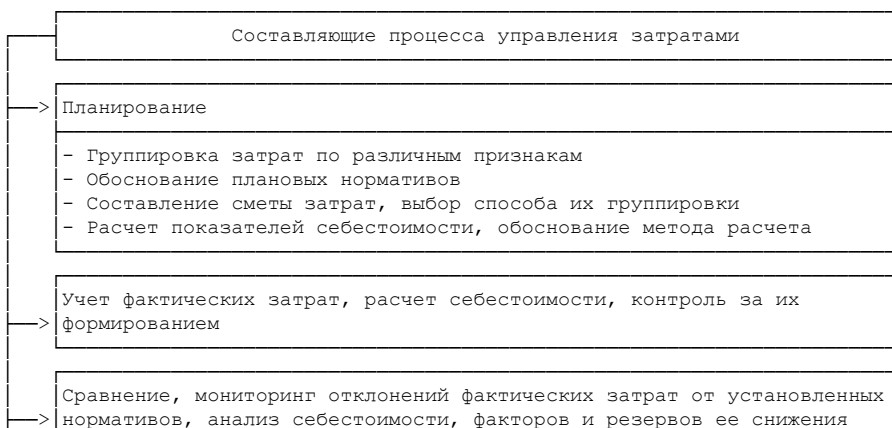 Составляющие процесса управления затратами
Планирование
- Группировка затрат по различным признакам
- Обоснование плановых нормативов
- Составление сметы затрат, выбор способа их группировки
- Расчет показателей себестоимости, обоснование метода расчета
Учет фактических затрат, расчет себестоимости, контроль за их
формированием
Сравнение, мониторинг отклонений фактических затрат от установленных
нормативов, анализ себестоимости, факторов и резервов ее снижения